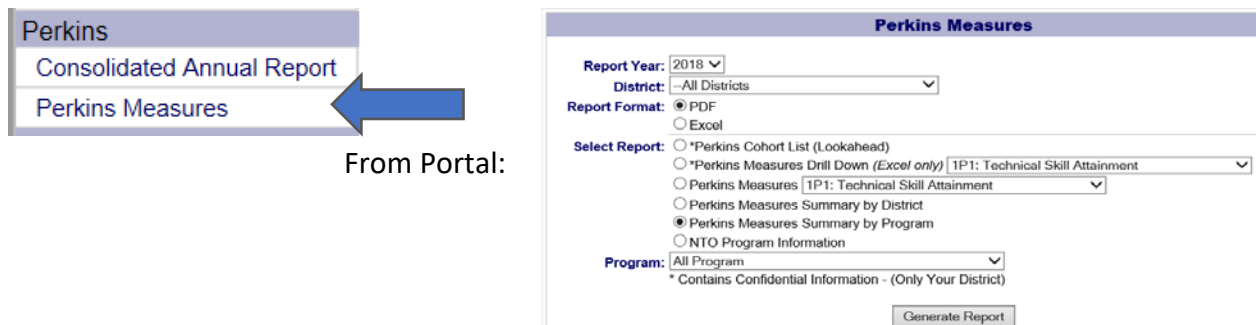 Perkins
Consolidated Annual Report
Perkins Measures
From Portal:
Perkins Measures
Report Year: 2018
District: --All Districts
Report Format: PDF
Excel
Select Report: *Perkins Cohort List (Lookahead)
*Perkins Measures Drill Down (Excel only) 1P1: Technical Skill Attainment
Perkins Measures 1P1: Technical Skill Attainment
Perkins Measures Summary by District
Perkins Measures Summary by Program
NTO Program Information
Program: All Program
* Contains Confidential Information - (Only Your District)
Generate Report